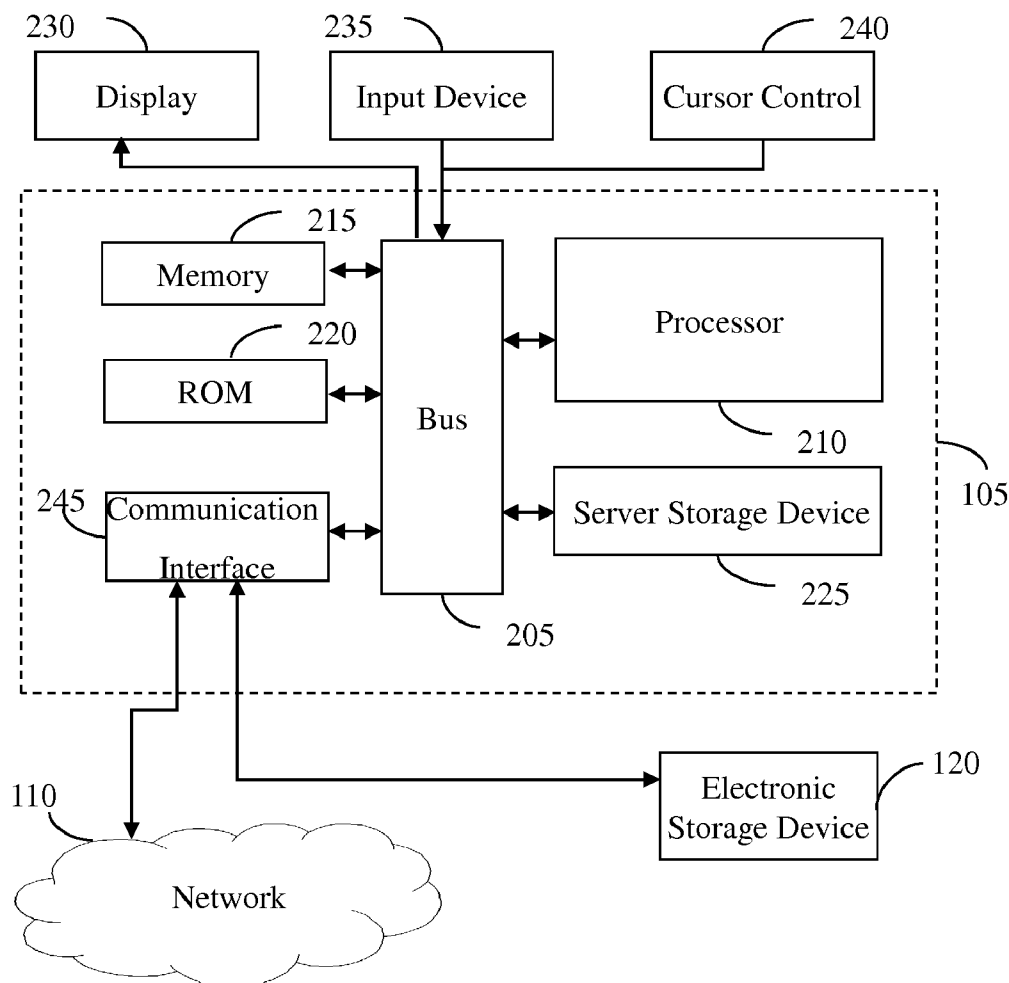 230
235
240
Display
Input Device
Cursor Control
215
Memory
Processor
220
ROM
Bus
210
245
Communication
Interface
Server Storage Device
105
225
205
110
Network
Electronic
Storage Device
120